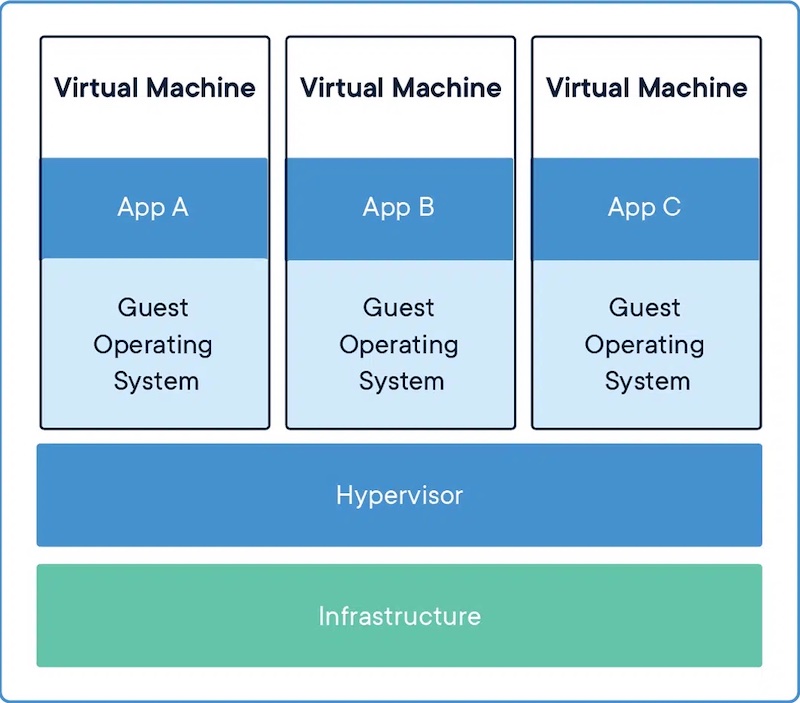 Virtual Machine
App A
Guest
Operating
System
Virtual Machine
App B
Guest
Operating
System
Virtual Machine
App C
Guest
Operating
System
Hypervisor
Infrastructure